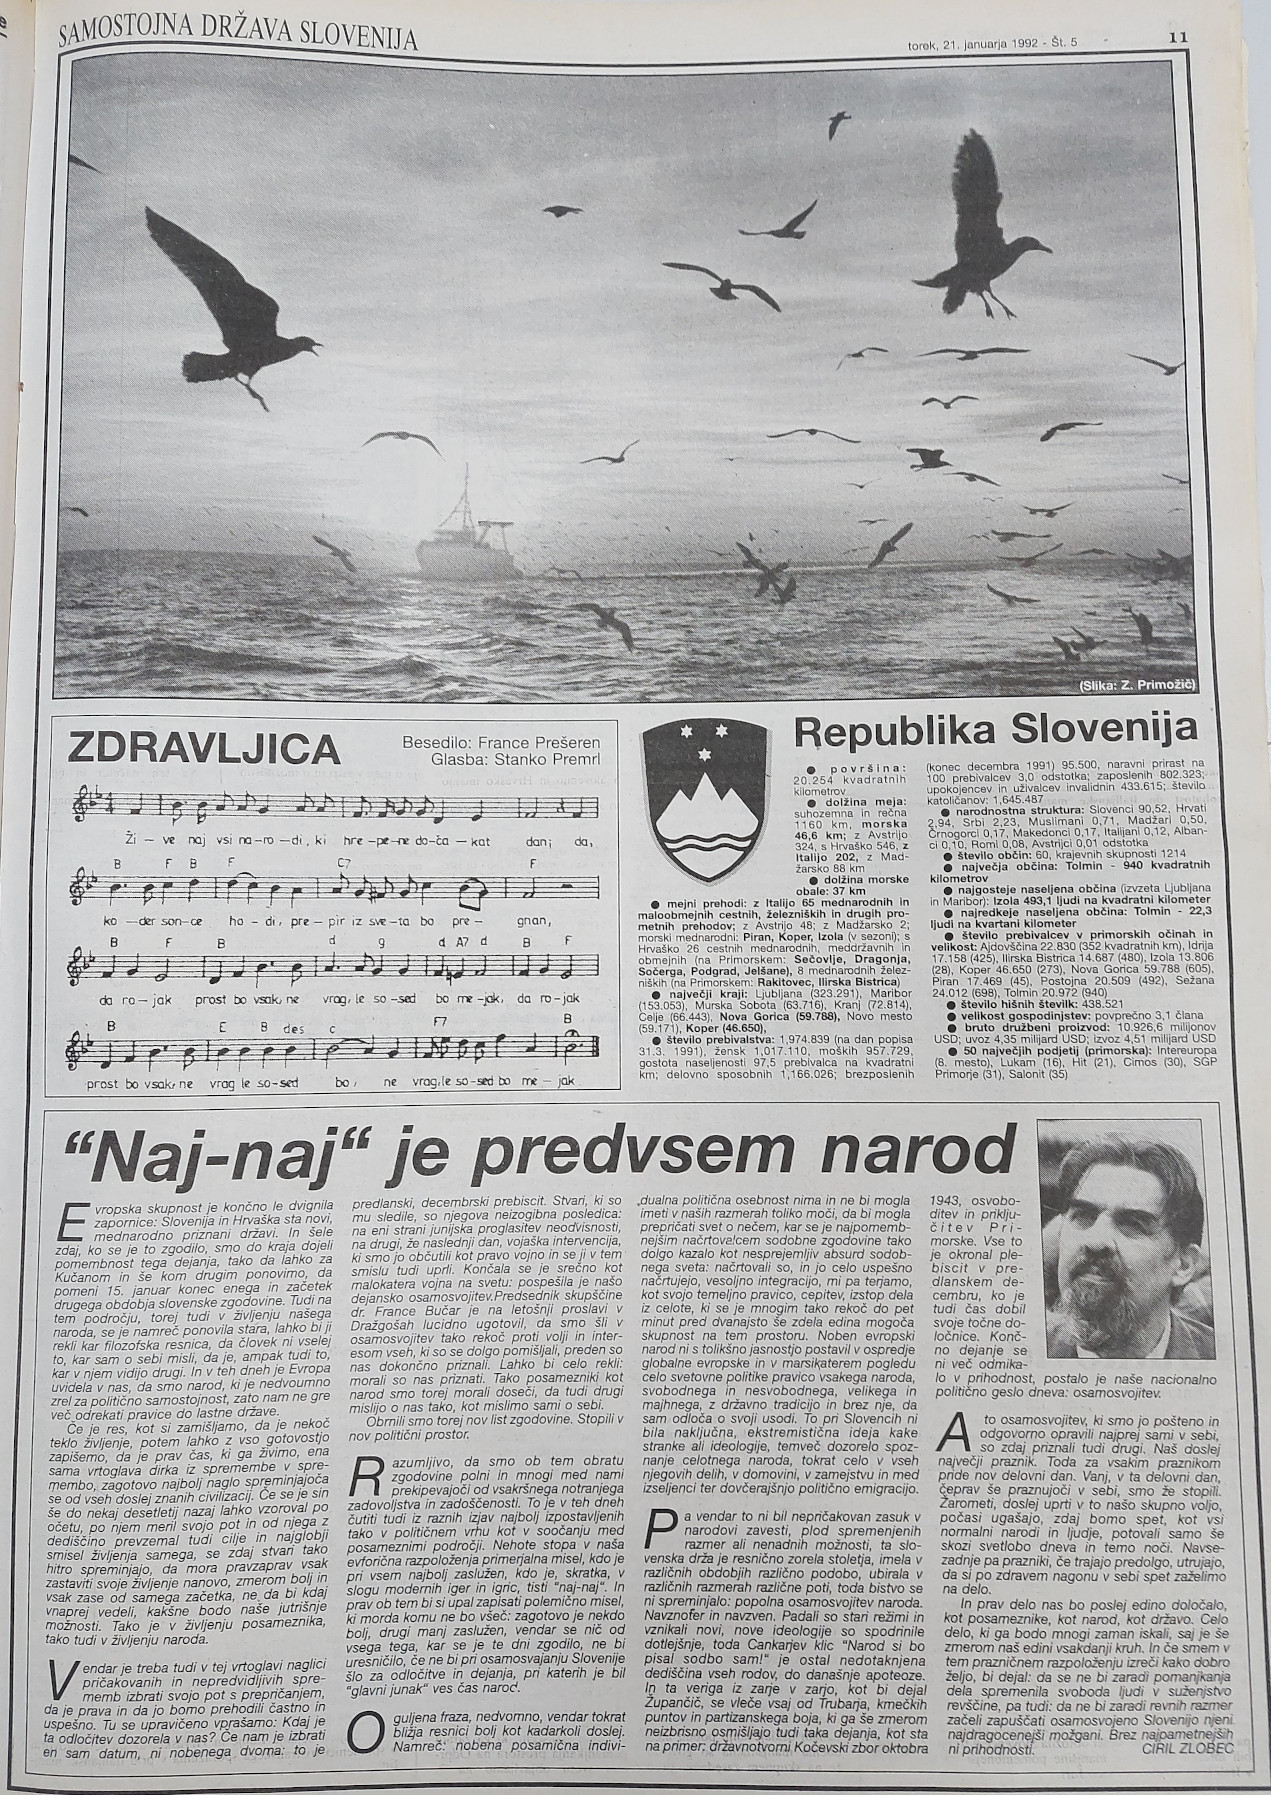 SAMOSTOJNA DRŽAVA SLOVENIJA
torek, 21. januarja 1992 - Št. 5
11
(Slika: Z. Primožič)
ZDRAVLJICA
Besedilo: France Prešeren
Glasba: Stanko Premrl
Ži – ve naj vsi na–ro –di, ki hre –pe–ne do–ča – kat dan; da,
B F B F C7 F
ko –der son–ce ho – di, pre – pir iz sve–ta bo pre – gnan,
B F B d g d A7 d B F
da ro– jak prost bo vsak, ne vrag, le so –sed bo me–jak, da ro–jak
B E B des c F7 B
prost bo vsak, ne vrag le so–sed bo, ne vrag, le so–sed bo me – jak
Republika Slovenija
● površina:
20.254 kvadratnih
kilometrov
● dolžina meja:
suhozemna in rečna
1160 km, morska
46,6 km; z Avstrijo
324, s Hrvaško 546, z
Italijo 202, z Mad-
žarsko 88 km
● dolžina morske
obale: 37 km
● mejni prehodi: z Italijo 65 mednarodnih in
maloobmejnih cestnih, železniških in drugih pro-
metnih prehodov; z Avstrijo 48; z Madžarsko 2;
morski mednarodni: Piran, Koper, Izola (v sezoni); s
Hrvaško 26 cestnih mednarodnih, meddržavnih in
obmejnih (na Primorskem: Sečovlje, Dragonja,
Sočerga, Podgrad, Jelšane), 8 mednarodnih želez-
niških (na Primorskem: Rakitovec, Ilirska Bistrica)
● največji kraji: Ljubljana (323.291), Maribor
(153.053), Murska Sobota (63.716), Kranj (72.814),
Celje (66.443), Nova Gorica (59.788), Novo mesto
(59.171), Koper (46.650),
● število prebivalstva: 1,974.839 (na dan popisa
31.3. 1991), žensk 1,017.110, moških 957.729,
gostota naseljenosti 97,5 prebivalca na kvadratni
km; delovno sposobnih 1,166.026; brezposlenih
(konec decembra 1991) 95.500, naravni prirast na
100 prebivalcev 3,0 odstotka; zaposlenih 802.323;
upokojencev in uživalcev invalidnin 433.615; število
katoličanov: 1,645.487
● narodnostna struktura: Slovenci 90,52, Hrvati
2,94, Srbi 2,23, Muslimani 0,71, Madžari 0,50,
Črnogorci 0,17, Makedonci 0,17, Italijani 0,12, Alban-
ci 0,10, Romi 0,08, Avstrijci 0,01 odstotka
● število občin: 60, krajevnih skupnosti 1214
● največja občina: Tolmin - 940 kvadratnih
kilometrov
● najgosteje naseljena občina (izvzeta Ljubljana
in Maribor): Izola 493,1 ljudi na kvadratni kilometer
● najredkeje naseljena občina: Tolmin - 22,3
ljudi na kvartani kilometer
● število prebivalcev v primorskih očinah in
velikost: Ajdovščina 22.830 (352 kvadratnih km), Idrija
17.158 (425), Ilirska Bistrica 14.687 (480), Izola 13.806
(28), Koper 46.650 (273), Nova Gorica 59.788 (605),
Piran 17.469 (45), Postojna 20.509 (492), Sežana
24.012 (698), Tolmin 20.972 (940)
● število hišnih številk: 438.521
● velikost gospodinjstev: povprečno 3,1 člana
● bruto družbeni proizvod: 10.926,6 milijonov
USD; uvoz 4,35 milijard USD; izvoz 4,51 milijard USD
● 50 največjih podjetij (primorska): Intereuropa
(8. mesto), Lukam (16), Hit (21), Cimos (30), SGP
Primorje (31), Salonit (35)
“Naj-naj“ je predvsem narod
Evropska skupnost je končno le dvignila
zapornice: Slovenija in Hrvaška sta novi,
mednarodno priznani državi. In šele
zdaj, ko se je to zgodilo, smo do kraja dojeli
pomembnost tega dejanja, tako da lahko za
Kučanom in še kom drugim ponovimo, da
pomeni 15. januar konec enega in začetek
drugega obdobja slovenske zgodovine. Tudi na
tem področju, torej tudi v življenju našega
naroda, se je namreč ponovila stara, lahko bi ji
rekli kar filozofska resnica, da človek ni vselej
to, kar sam o sebi misli, da je, ampak tudi to,
kar v njem vidijo drugi. In v teh dneh je Evropa
uvidela v nas, da smo narod, ki je nedvoumno
zrel za politično samostojnost, zato nam ne gre
več odrekati pravice do lastne države.
Če je res, kot si zamišljamo, da je nekoč
teklo življenje, potem lahko z vso gotovostjo
zapišemo, da je prav čas, ki ga živimo, ena
sama vrtoglava dirka iz spremembe v spre-
membo, zagotovo najbolj naglo spreminjajoča
se od vseh doslej znanih civilizacij. Če se je sin
še do nekaj desetletij nazaj lahko vzoroval po
očetu, po njem meril svojo pot in od njega z
dediščino prevzemal tudi cilje in najglobji
smisel življenja samega, se zdaj stvari tako
hitro spreminjajo, da mora pravzaprav vsak
zastaviti svoje življenje nanovo, zmerom bolj in
vsak zase od samega začetka, ne da bi kdaj
vnaprej vedeli, kakšne bodo naše jutrišnje
možnosti. Tako je v življenju posameznika,
tako tudi v življenju naroda.
Vendar je treba tudi v tej vrtoglavi naglici
pričakovanih in nepredvidljivih spre-
memb izbrati svojo pot s prepričanjem,
da je prava in da jo bomo prehodili častno in
uspešno. Tu se upravičeno vprašamo: Kdaj je
ta odločitev dozorela v nas? Če nam je izbrati
en sam datum, ni nobenega dvoma: to je
predlanski, decembrski prebiscit. Stvari, ki so
mu sledile, so njegova neizogibna posledica:
na eni strani junijska proglasitev neodvisnosti,
na drugi, že naslednji dan, vojaška intervencija,
ki smo jo občutili kot pravo vojno in se ji v tem
smislu tudi uprli. Končala se je srečno kot
malokatera vojna na svetu: pospešila je našo
dejansko osamosvojitev.Predsednik skupščine
dr. France Bučar je na letošnji proslavi v
Dražgošah lucidno ugotovil, da smo šli v
osamosvojitev tako rekoč proti volji in inter-
esom vseh, ki so se dolgo pomišljali, preden so
nas dokončno priznali. Lahko bi celo rekli:
morali so nas priznati. Tako posamezniki kot
narod smo torej morali doseči, da tudi drugi
mislijo o nas tako, kot mislimo sami o sebi.
Obrnili smo torej nov list zgodovine. Stopili v
nov politični prostor.
Razumljivo, da smo ob tem obratu
zgodovine polni in mnogi med nami
prekipevajoči od vsakršnega notranjega
zadovoljstva in zadoščenosti. To je v teh dneh
čutiti tudi iz raznih izjav najbolj izpostavljenih
tako v političnem vrhu kot v soočanju med
posameznimi področji. Nehote stopa v naša
evforična razpoloženja primerjalna misel, kdo je
pri vsem najbolj zaslužen, kdo je, skratka, v
slogu modernih iger in igric, tisti “naj-naj“. In
prav ob tem bi si upal zapisati polemično misel,
ki morda komu ne bo všeč: zagotovo je nekdo
bolj, drugi manj zaslužen, vendar se nič od
vsega tega, kar se je te dni zgodilo, ne bi
uresničilo, če ne bi pri osamosvajanju Slovenije
šlo za odločitve in dejanja, pri katerih je bil
“glavni junak“ ves čas narod.
Oguljena fraza, nedvomno, vendar tokrat
bližja resnici bolj kot kadarkoli doslej.
Namreč: nobena posamična indivi-
dualna politična osebnost nima in ne bi mogla
imeti v naših razmerah toliko moči, da bi mogla
prepričati svet o nečem, kar se je najpomemb-
nejšim načrtovalcem sodobne zgodovine tako
dolgo kazalo kot nesprejemljiv absurd sodob-
nega sveta: načrtovali so, in jo celo uspešno
načrtujejo, vesoljno integracijo, mi pa terjamo,
kot svojo temeljno pravico, cepitev, izstop dela
iz celote, ki se je mnogim tako rekoč do pet
minut pred dvanajsto še zdela edina mogoča
skupnost na tem prostoru. Noben evropski
narod ni s tolikšno jasnostjo postavil v ospredje
globalne evropske in v marsikaterem pogledu
celo svetovne politike pravico vsakega naroda,
svobodnega in nesvobodnega, velikega in
majhnega, z državno tradicijo in brez nje, da
sam odloča o svoji usodi. To pri Slovencih ni
bila naključna, ekstremistična ideja kake
stranke ali ideologije, temveč dozorelo spoz-
nanje celotnega naroda, tokrat celo v vseh
njegovih delih, v domovini, v zamejstvu in med
izseljenci ter dovčerajšnjo politično emigracijo.
Pa vendar to ni bil nepričakovan zasuk v
narodovi zavesti, plod spremenjenih
razmer ali nenadnih možnosti, ta slo-
venska drža je resnično zorela stoletja, imela v
različnih obdobjih različno podobo, ubirala v
različnih razmerah različne poti, toda bistvo se
ni spreminjalo: popolna osamosvojitev naroda.
Navznoter in navzven. Padali so stari režimi in
vznikali novi, nove ideologije so spodrinile
dotlejšnje, toda Cankarjev klic “Narod si bo
pisal sodbo sam!“ je ostal nedotaknjena
dediščina vseh rodov, do današnje apoteoze.
In ta veriga iz zarje v zarjo, kot bi dejal
Župančič, se vleče vsaj od Trubarja, kmečkih
puntov in partizanskega boja, ki ga še zmerom
neizbrisno osmišljajo tudi taka dejanja, kot sta
na primer: državnotvorni Kočevski zbor oktobra
1943, osvobo-
ditev in priklju-
čitev Pri-
morske. Vse to
je okronal ple-
biscit v pre-
dlanskem de-
cembru, ko je
tudi čas dobil
svoje točne do-
ločnice. Konč-
no dejanje se
ni več odmika-
lo v prihodnost, postalo je naše nacionalno
politično geslo dneva: osamosvojitev.
A to osamosvojitev, ki smo jo pošteno in
odgovorno opravili najprej sami v sebi,
so zdaj priznali tudi drugi. Naš doslej
največji praznik. Toda za vsakim praznikom
pride nov delovni dan. Vanj, v ta delovni dan,
čeprav še praznujoči v sebi, smo že stopili.
Žarometi, doslej uprti v to našo skupno voljo,
počasi ugašajo, zdaj bomo spet, kot vsi
normalni narodi in ljudje, potovali samo še
skozi svetlobo dneva in temo noči. Navse-
zadnje pa prazniki, če trajajo predolgo, utrujajo,
da si po zdravem nagonu v sebi spet zaželimo
na delo.
In prav delo nas bo poslej edino določalo,
kot posameznike, kot narod, kot državo. Celo
delo, ki ga bodo mnogi zaman iskali, saj je še
zmerom naš edini vsakdanji kruh. In če smem v
tem prazničnem razpoloženju izreči kako dobro
željo, bi dejal: da se ne bi zaradi pomanjkanja
dela spremenila svoboda ljudi v suženjstvo
revščine, pa tudi: da ne bi zaradi revnih razmer
začeli zapuščati osamosvojeno Slovenijo njeni
najdragocenejši možgani. Brez najpametnejših
ni prihodnosti.
CIRIL ZLOBEC